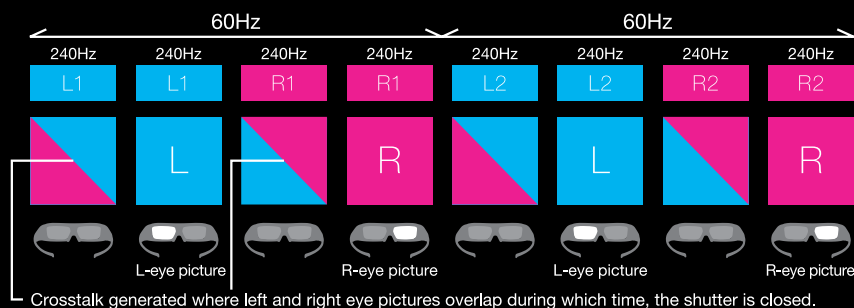 60Hz 60Hz
240Hz 240Hz 240Hz 240Hz 240Hz 240Hz 240Hz 240Hz
L1 L1 R1 R1 L2 L2 R2 R2
L R L R
L-eye picture R-eye picture L-eye picture R-eye picture
Crosstalk generated where left and right eye pictures overlap during which time, the shutter is closed.